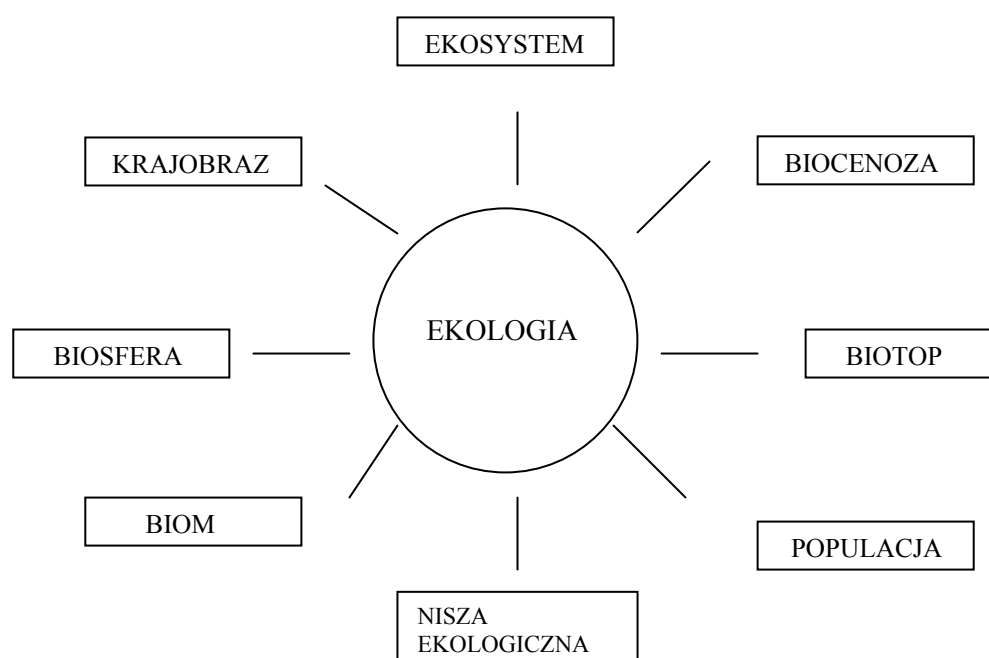 EKOSYSTEM
KRAJOBRAZ
BIOCENOZA
EKOLOGIA
BIOSFERA
BIOTOP
BIOM
POPULACJA
NISZA
EKOLOGICZNA